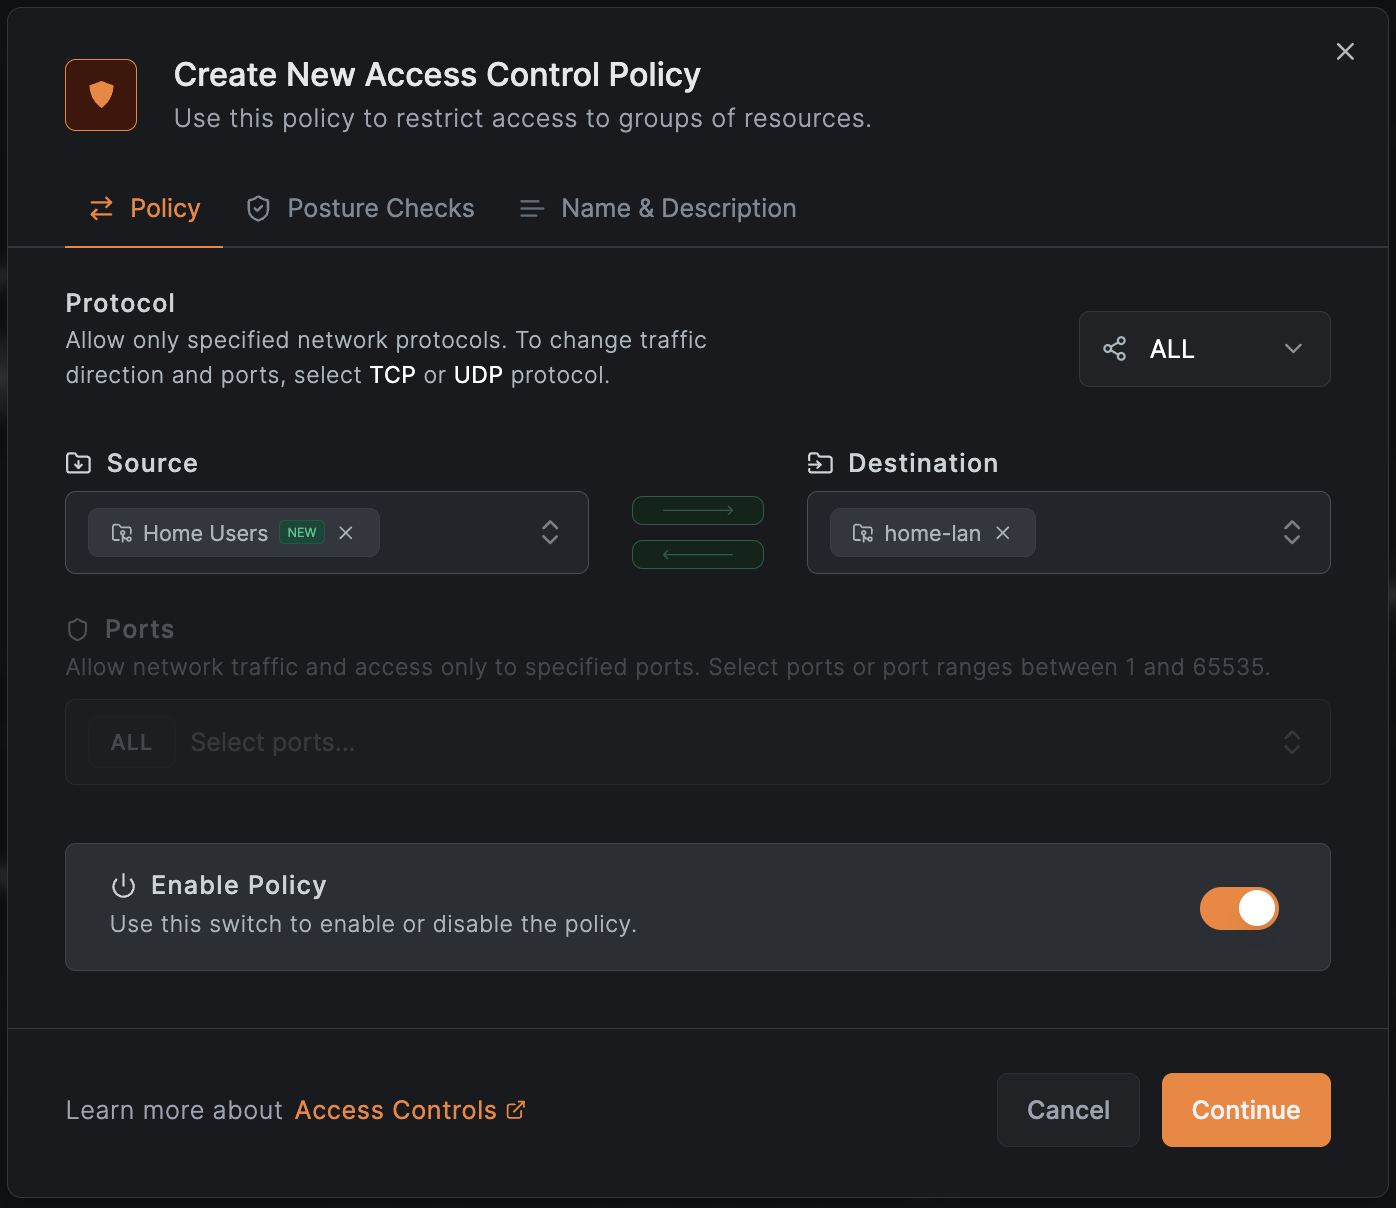 Create New Access Control Policy
Use this policy to restrict access to groups of resources.
Policy
Posture Checks
Name & Description
Protocol
Allow only specified network protocols. To change traffic
direction and ports, select TCP or UDP protocol.
ALL
Source
Destination
Home Users NEW
home-lan
Ports
Allow network traffic and access only to specified ports. Select ports or port ranges between 1 and 65535.
ALL Select ports...
Enable Policy
Use this switch to enable or disable the policy.
Learn more about Access Controls
Cancel
Continue